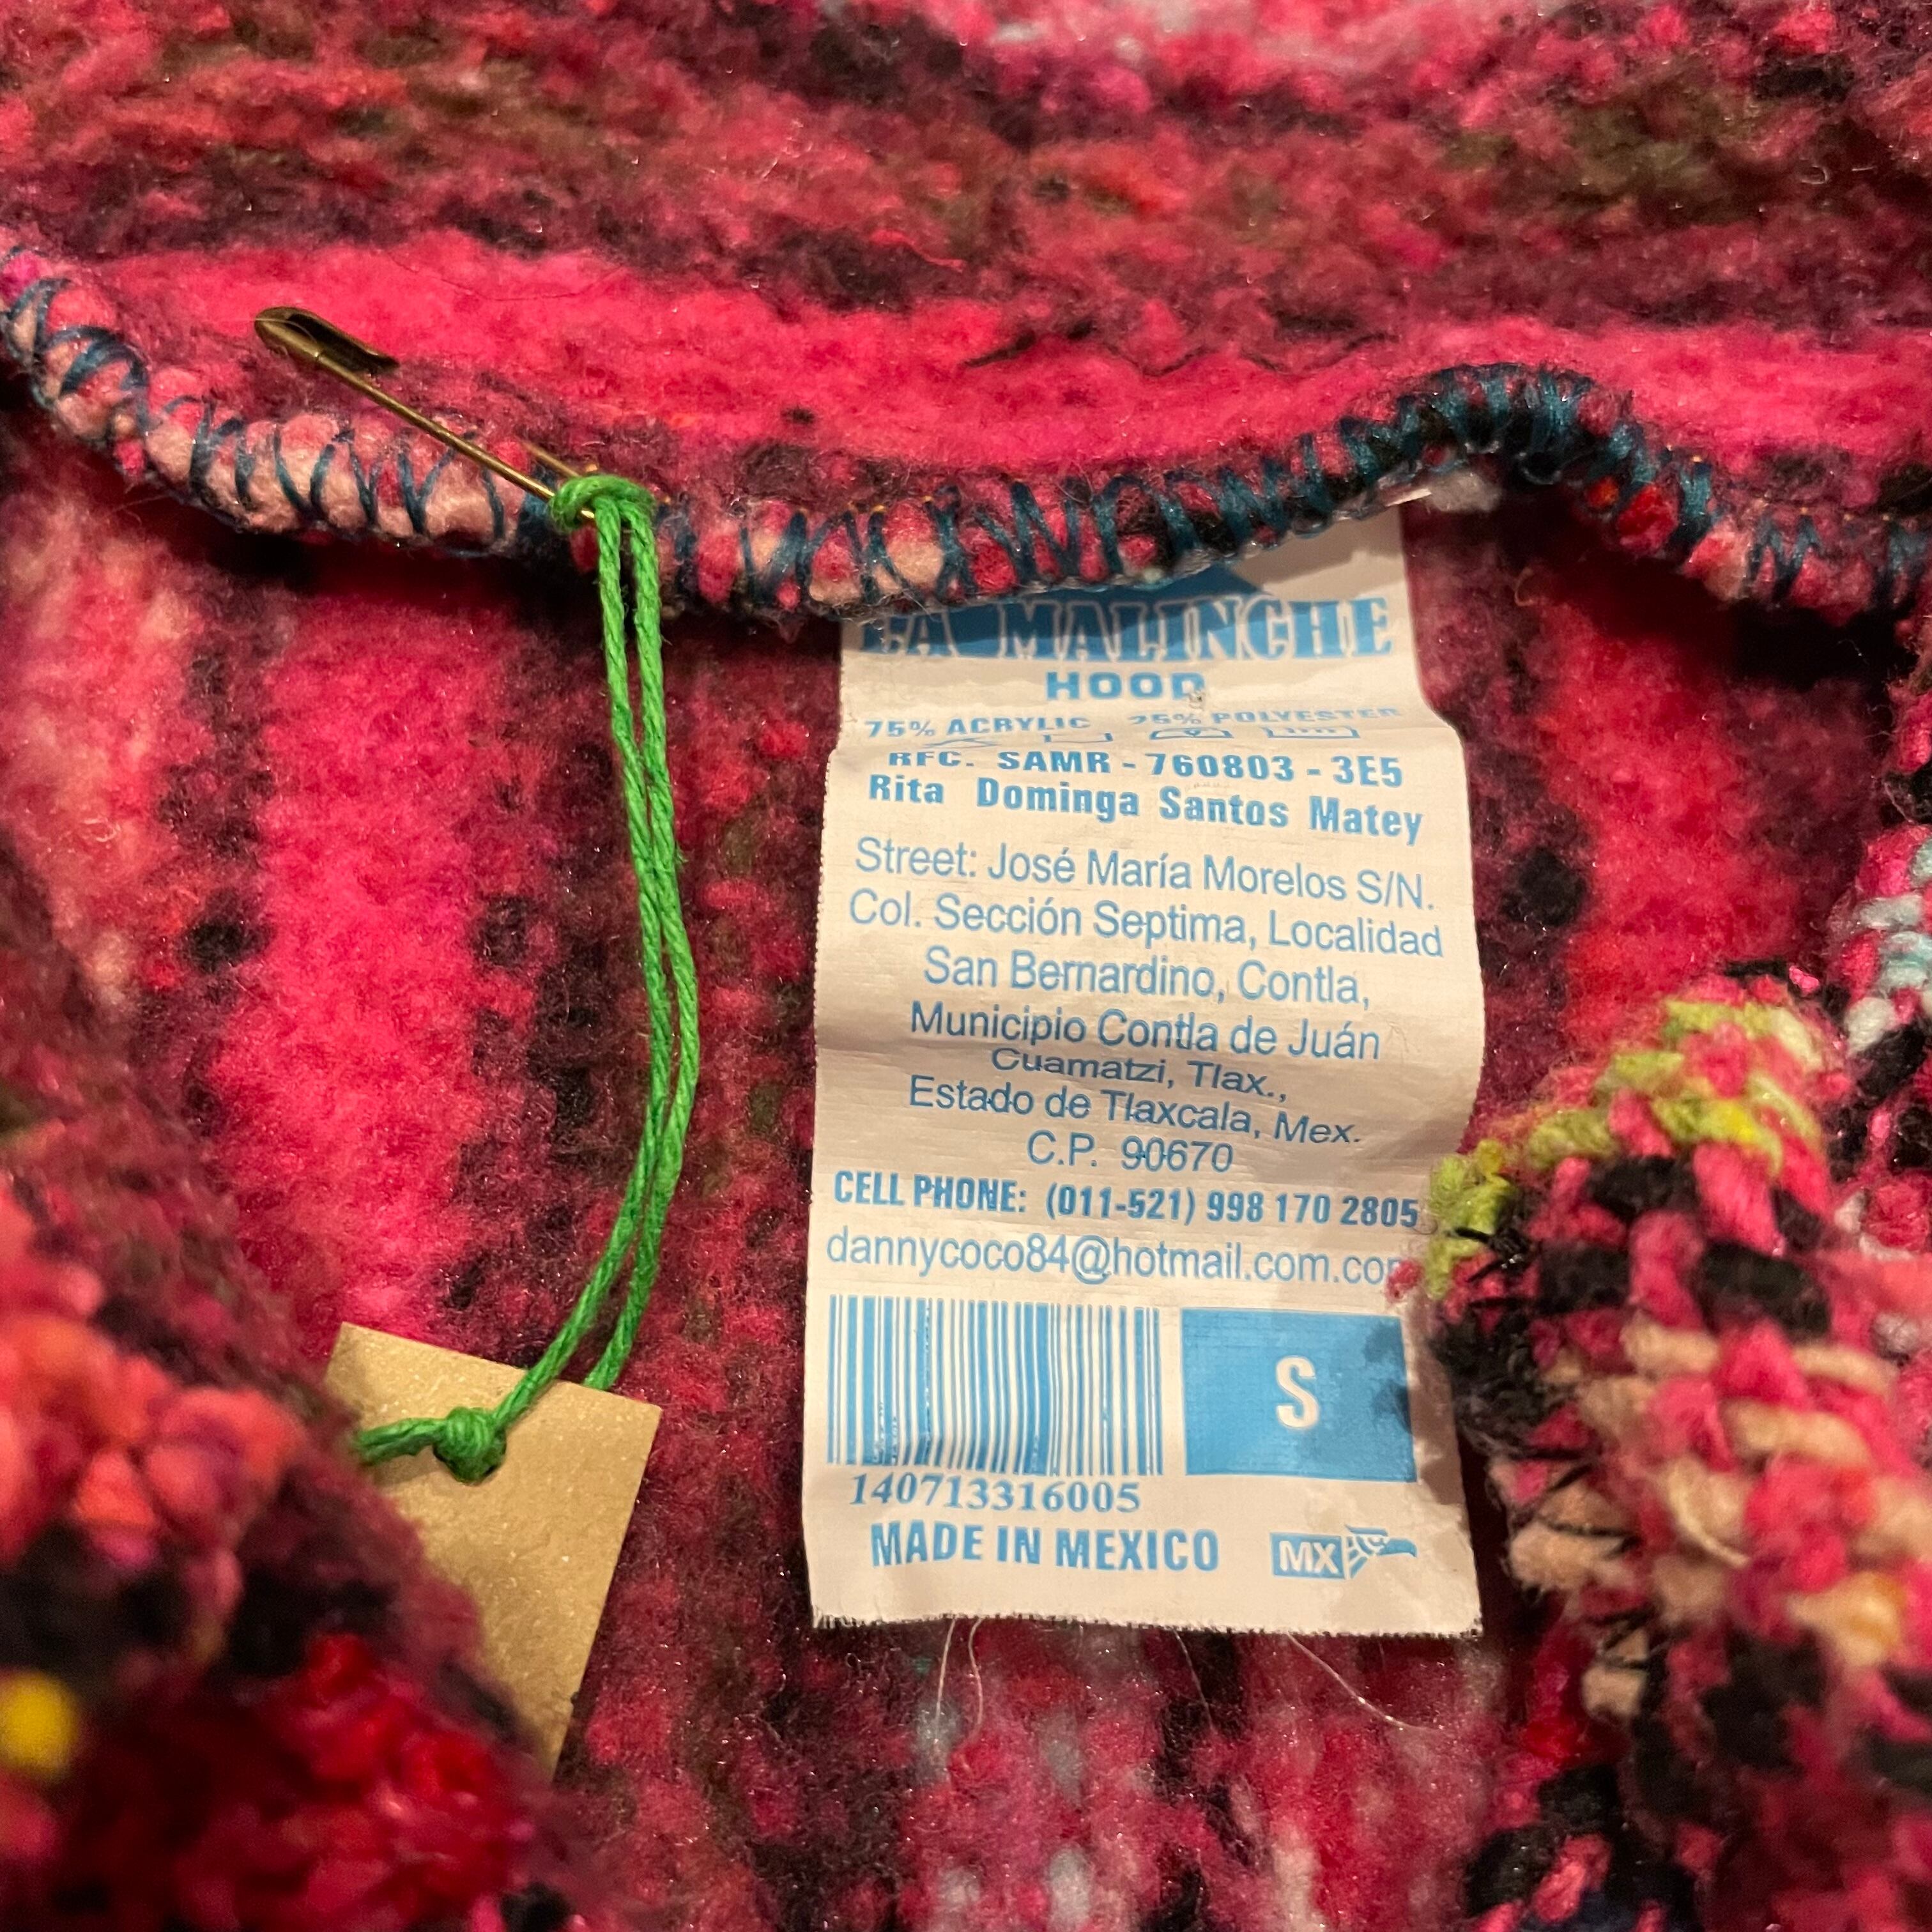 LA MALINCHE
HOOD
75% ACRYLIC 25% POLYESTER
RFC. SAMR - 760803 - 3E5
Rita Dominga Santos Matey
Street: José María Morelos S/N.
Col. Sección Septima, Localidad
San Bernardino, Contla,
Municipio Contla de Juán
Cuamatzi, Tlax.,
Estado de Tlaxcala, Mex.
C.P. 90670
CELL PHONE: (011-521) 998 170 2805
dannycoco84@hotmail.com.com
S
140713316005
MADE IN MEXICO MX